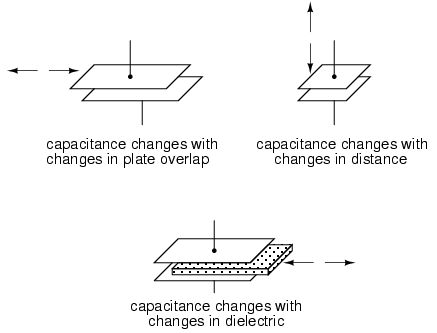 capacitance changes with
changes in plate overlap
capacitance changes with
changes in distance
capacitance changes with
changes in dielectric